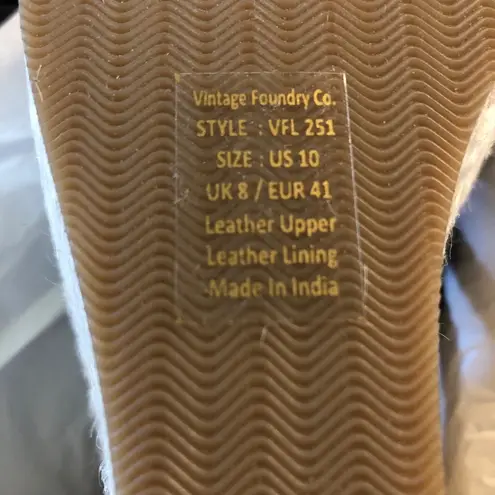 Vintage Foundry Co.
STYLE : VFL 251
SIZE : US 10
UK 8 / EUR 41
Leather Upper
Leather Lining
Made In India